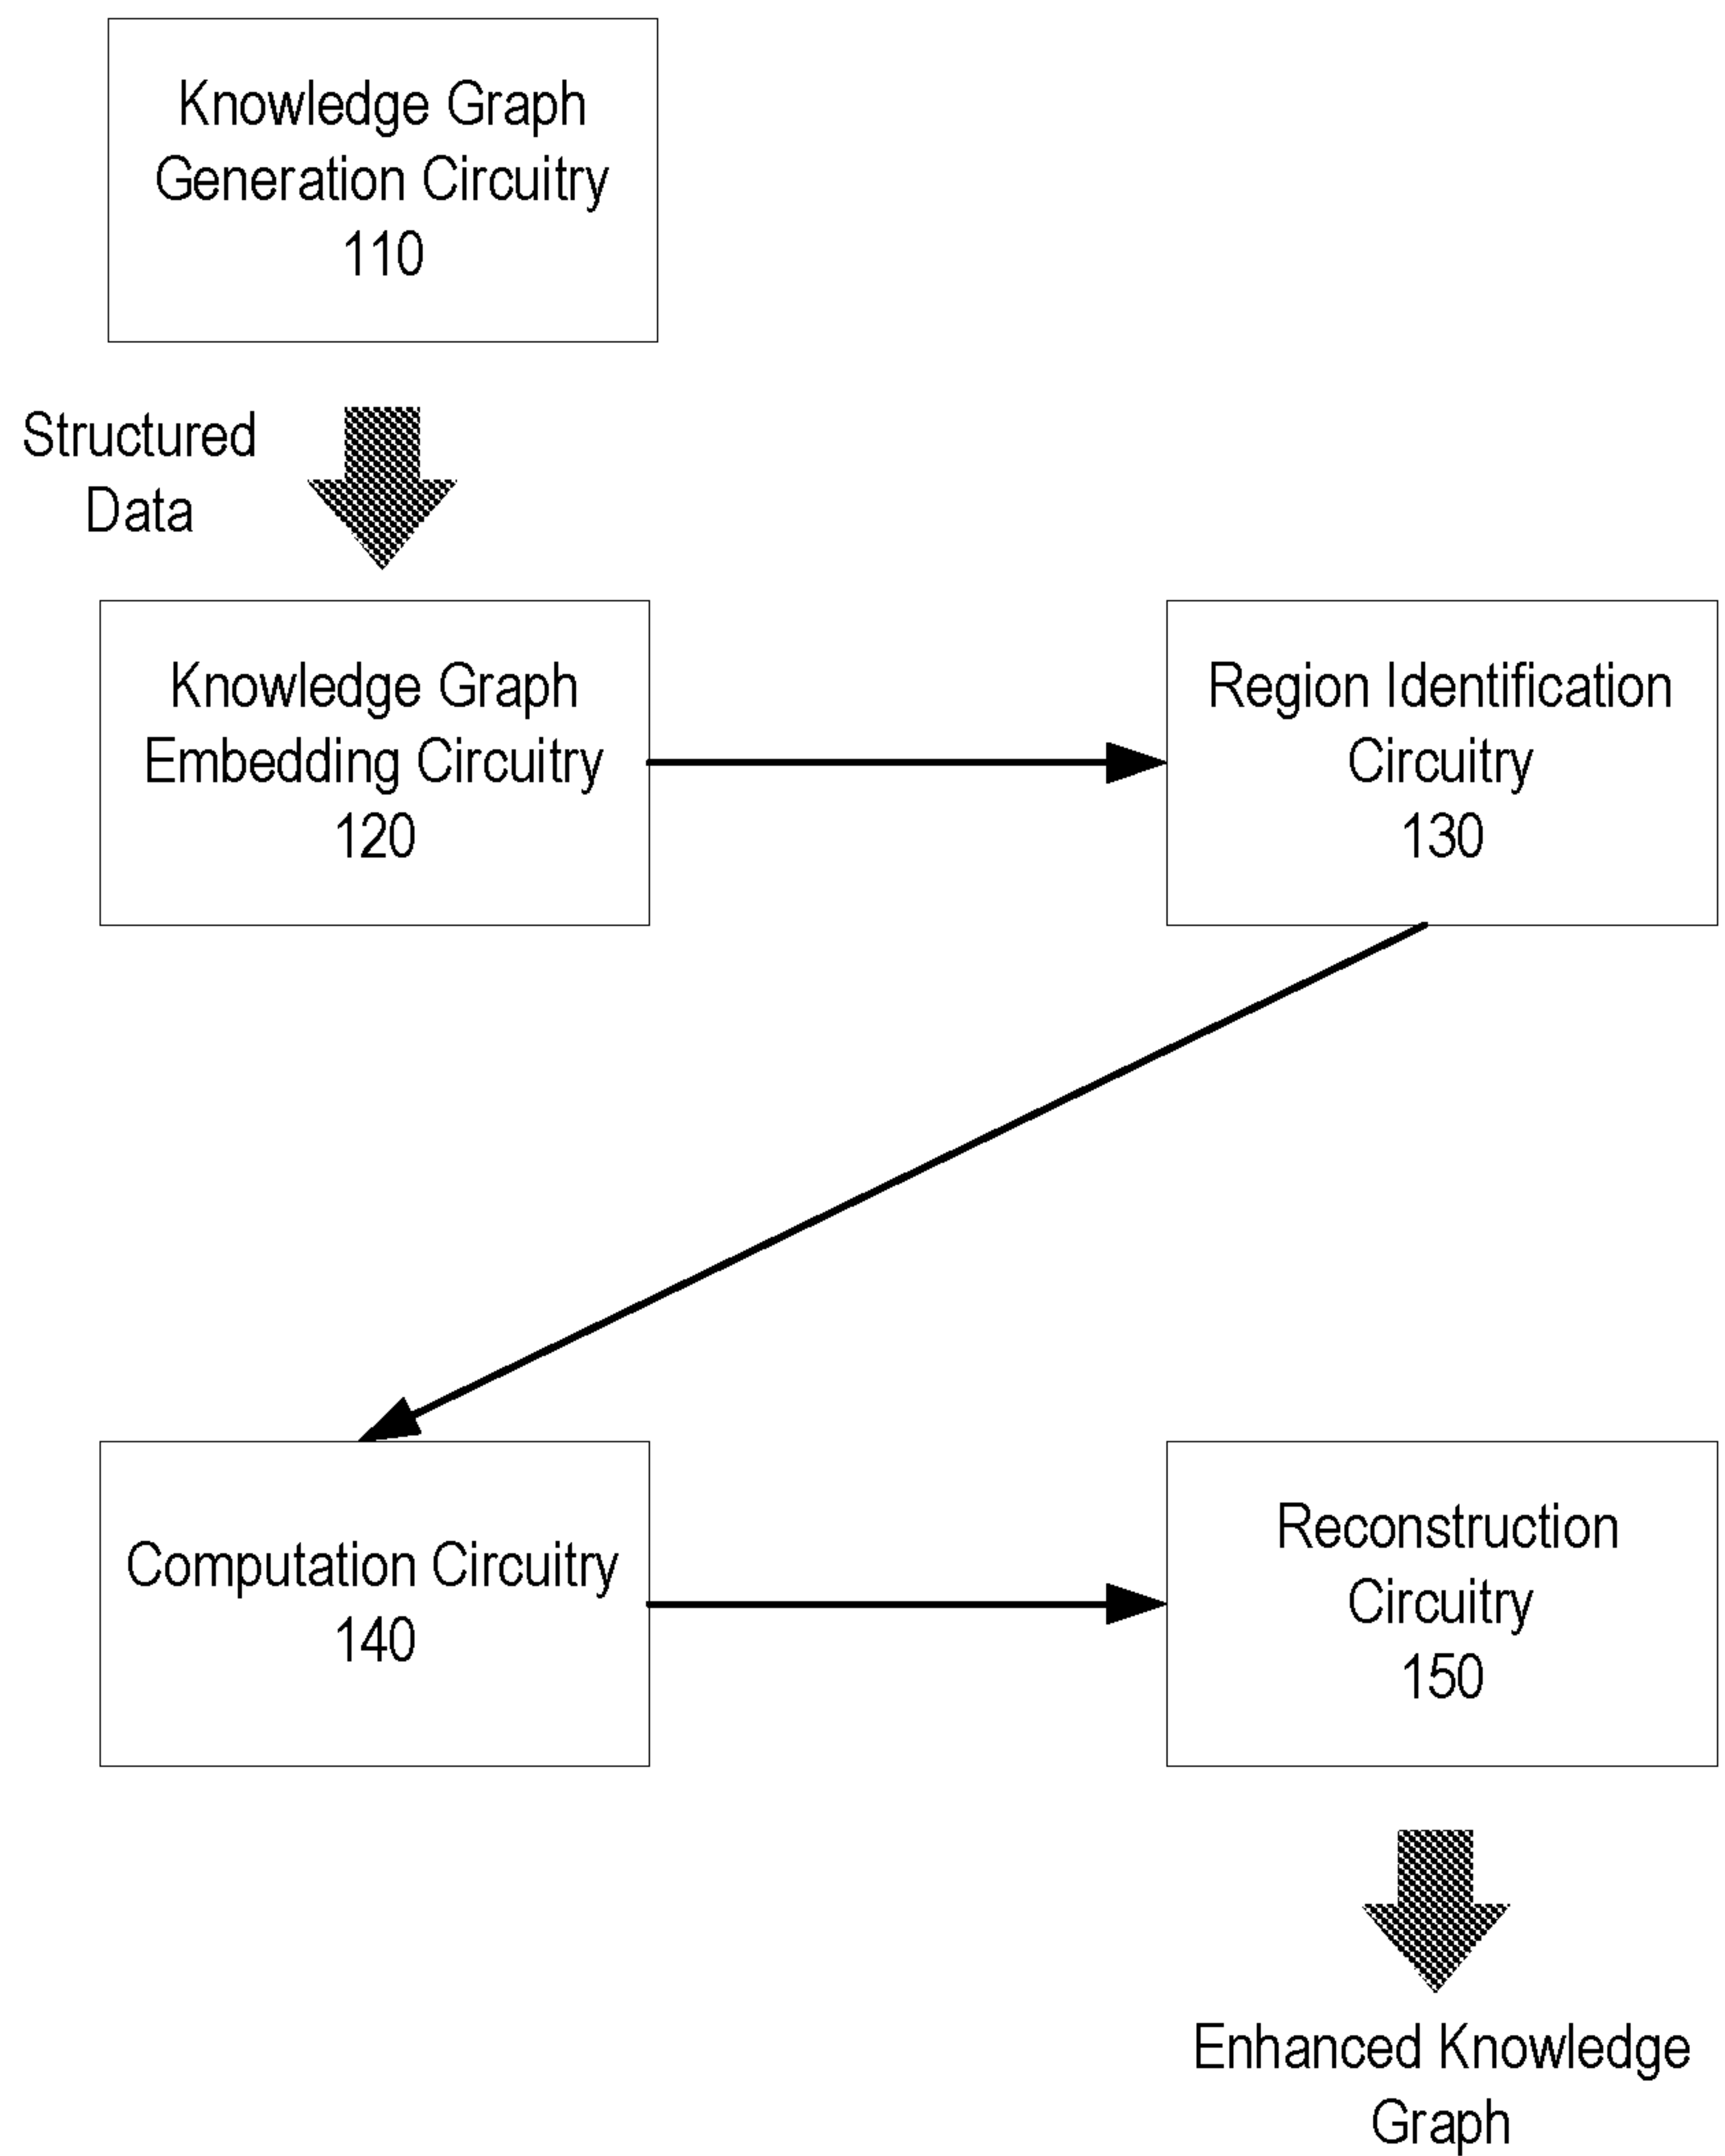 Knowledge Graph
Generation Circuitry
110
Structured
Data
Knowledge Graph
Embedding Circuitry
120
Region Identification
Circuitry
130
Computation Circuitry
140
Reconstruction
Circuitry
150
Enhanced Knowledge
Graph